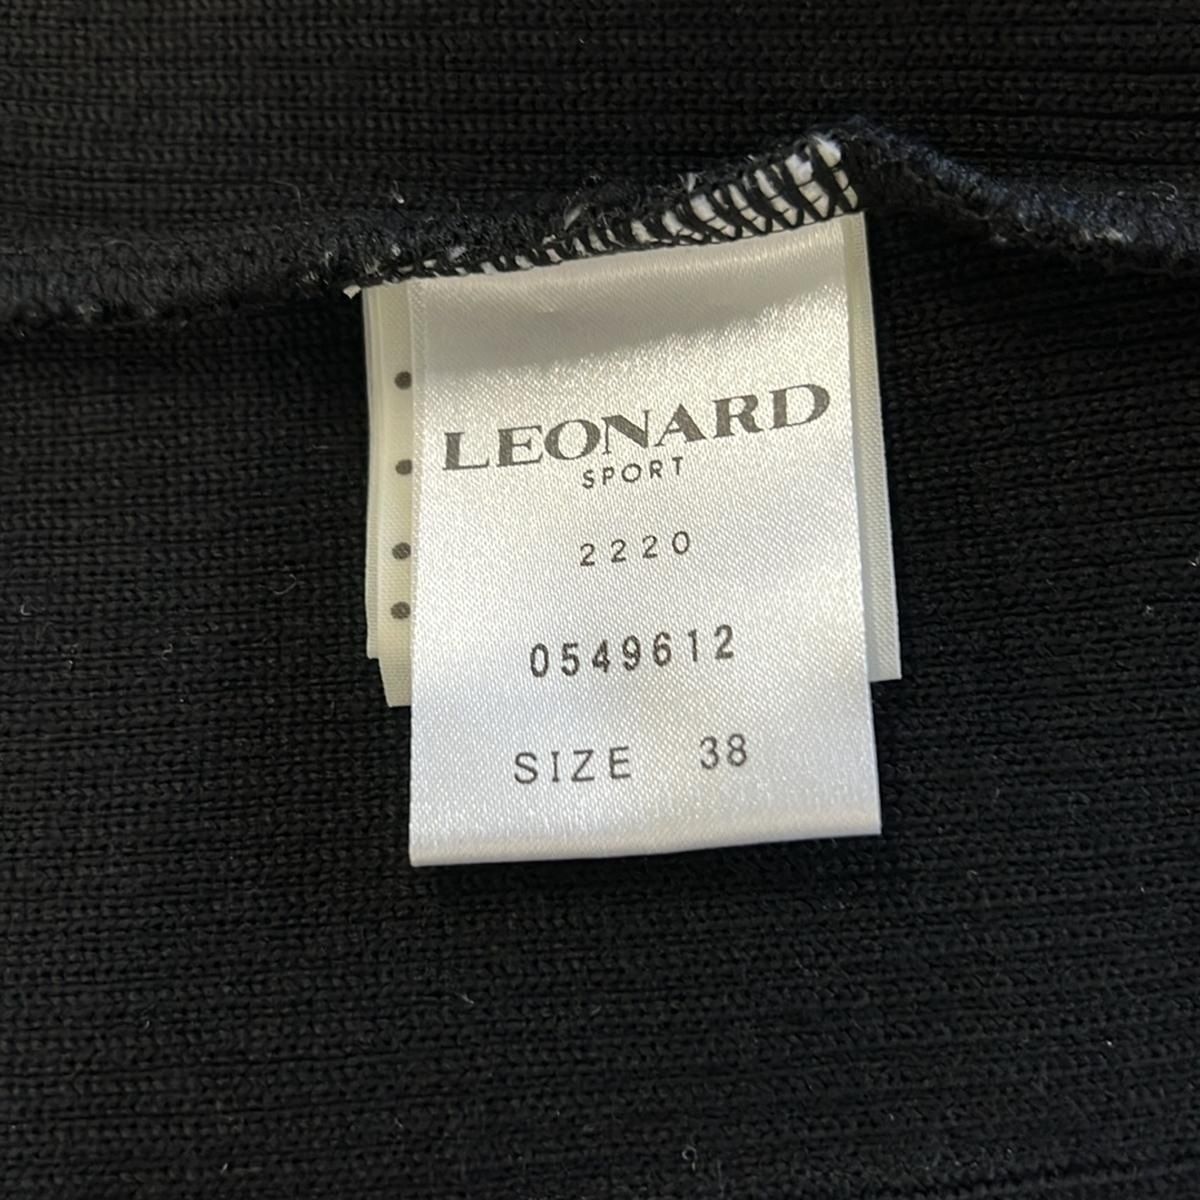 LEONARD
SPORT
2220
0549612
SIZE 38